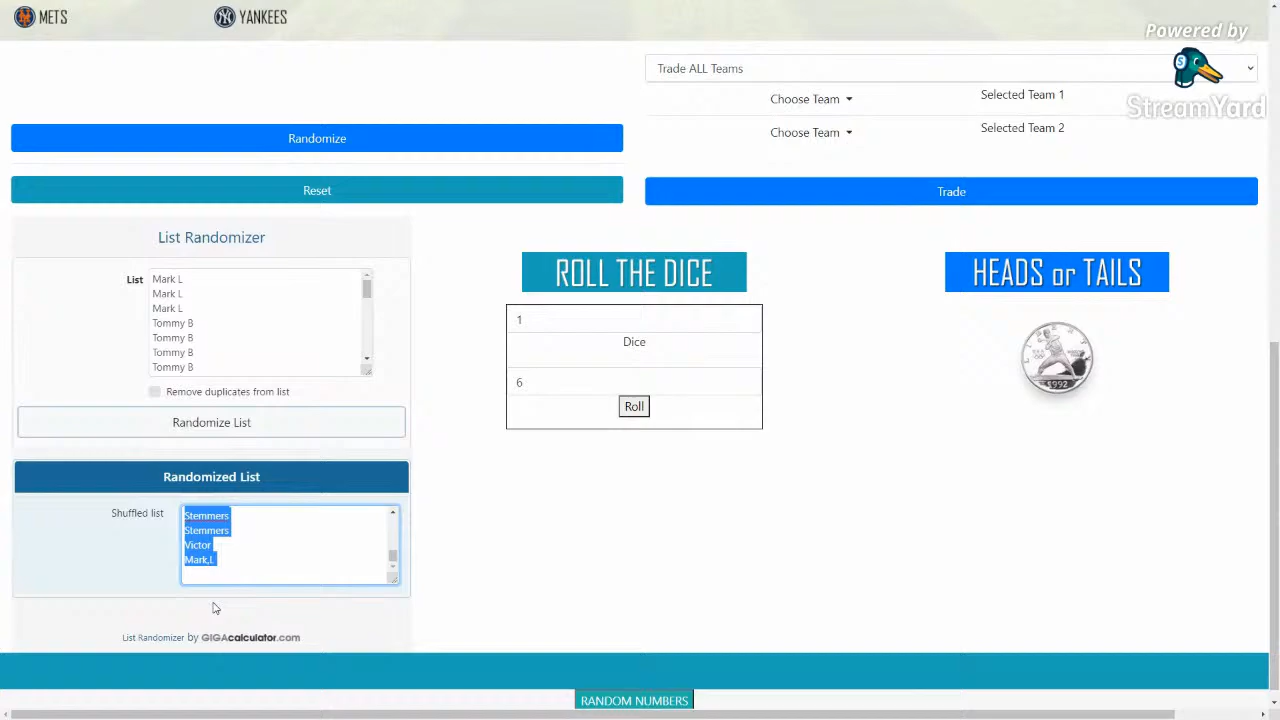 METS
YANKEES
Powered by
StreamYard
Trade ALL Teams
Choose Team
Selected Team 1
Choose Team
Selected Team 2
Randomize
Reset
Trade
List Randomizer
List
Mark L
Mark L
Mark L
Tommy B
Tommy B
Tommy B
Tommy B
Remove duplicates from list
Randomize List
Randomized List
Shuffled list
Stemmers
Stemmers
Victor
Mark,L
List Randomizer by GIGAcalculator.com
ROLL THE DICE
1
Dice
6
Roll
HEADS or TAILS
LIBERTY
1992
RANDOM NUMBERS